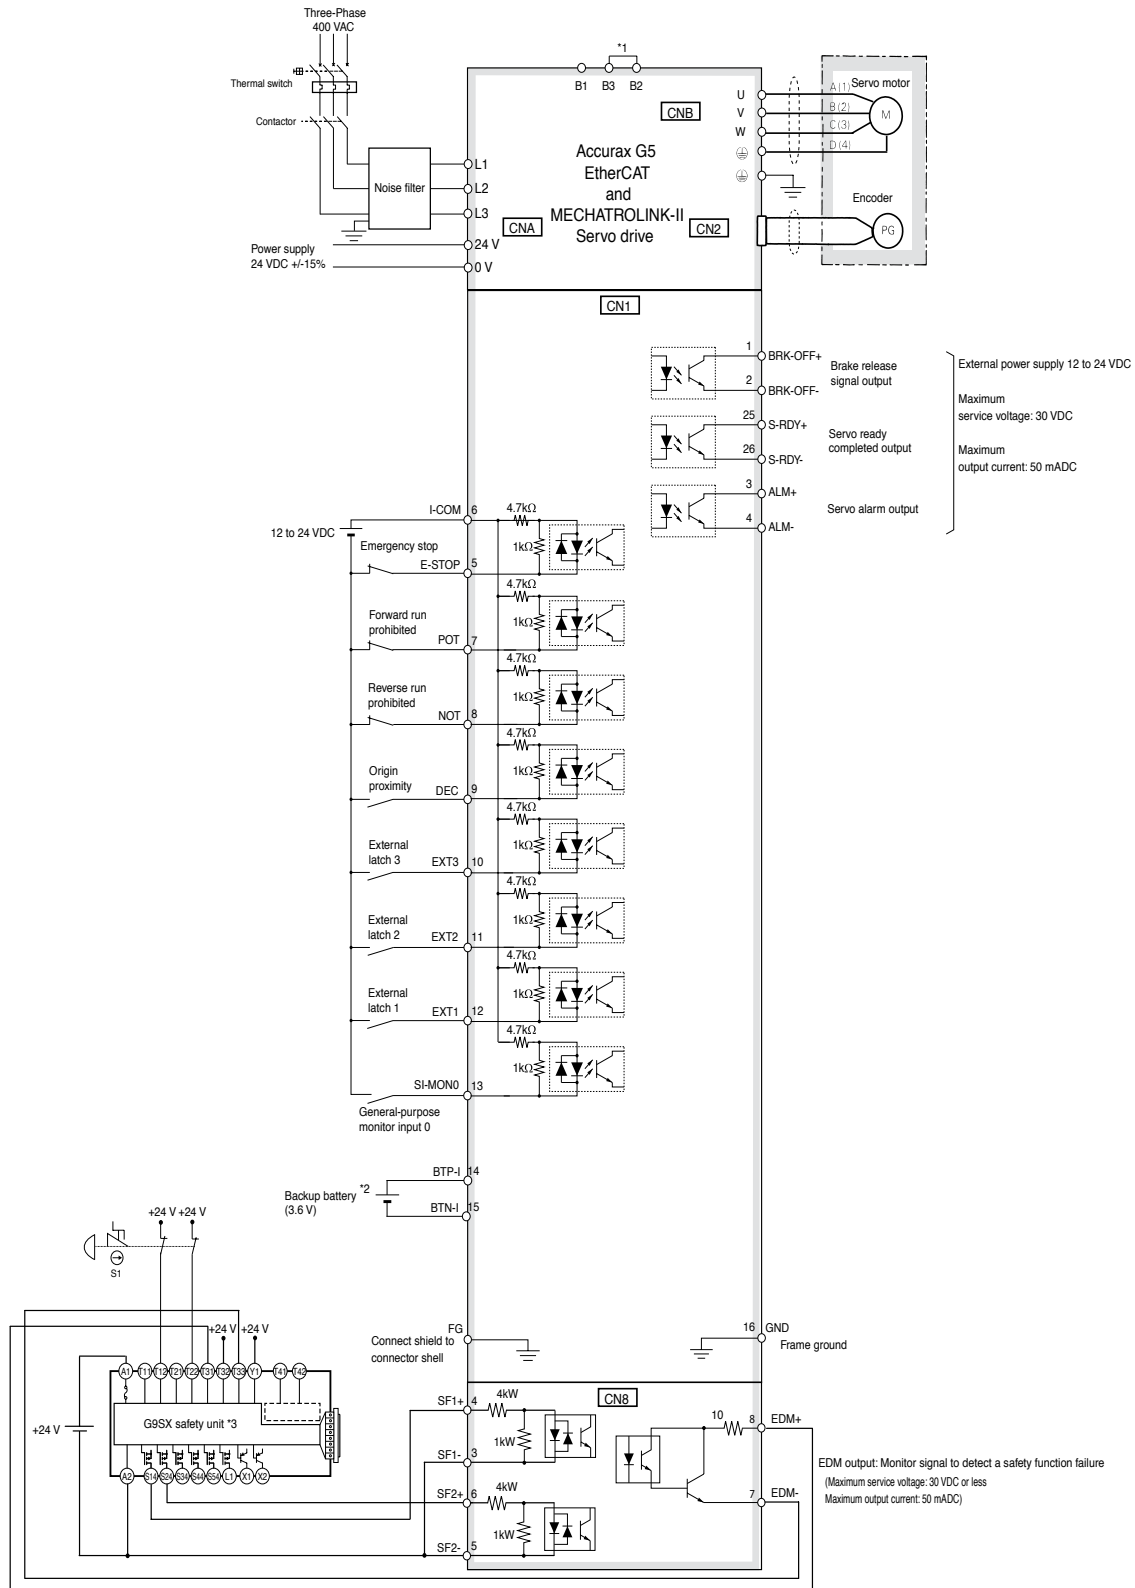 Three-Phase
400 VAC
Thermal switch
Contactor
Noise filter
L1
L2
L3
24 V
0 V
Power supply
24 VDC +/-15%
*1
B1 B3 B2
CNB
U
V
W
Accurax G5
EtherCAT
and
MECHATROLINK-II
Servo drive
CNA
CN2
Servo motor
A (1)
B (2)
C (3)
D (4)
M
Encoder
PG
CN1
1 BRK-OFF+
2 BRK-OFF-
Brake release
signal output
25 S-RDY+
26 S-RDY-
Servo ready
completed output
3 ALM+
4 ALM-
Servo alarm output
External power supply 12 to 24 VDC
Maximum
service voltage: 30 VDC
Maximum
output current: 50 mADC
12 to 24 VDC
I-COM 6
4.7kΩ
1kΩ
Emergency stop
E-STOP 5
4.7kΩ
1kΩ
Forward run
prohibited
POT 7
4.7kΩ
1kΩ
Reverse run
prohibited
NOT 8
4.7kΩ
1kΩ
Origin
proximity
DEC 9
4.7kΩ
1kΩ
External
latch 3
EXT3 10
4.7kΩ
1kΩ
External
latch 2
EXT2 11
4.7kΩ
1kΩ
External
latch 1
EXT1 12
4.7kΩ
1kΩ
SI-MON0 13
General-purpose
monitor input 0
BTP-I 14
Backup battery *2
(3.6 V)
BTN-I 15
+24 V +24 V
S1
+24 V +24 V
FG
Connect shield to
connector shell
16 GND
Frame ground
A1 T11 T12 T21 T22 T31 T32 T33 Y1 T41 T42
+24 V
G9SX safety unit *3
A2 S14 S24 S34 S44 S54 L1 X1 X2
CN8
SF1+ 4
4kW
1kW
SF1- 3
SF2+ 6
4kW
1kW
SF2- 5
10
8 EDM+
7 EDM-
EDM output: Monitor signal to detect a safety function failure
(Maximum service voltage: 30 VDC or less
Maximum output current: 50 mADC)